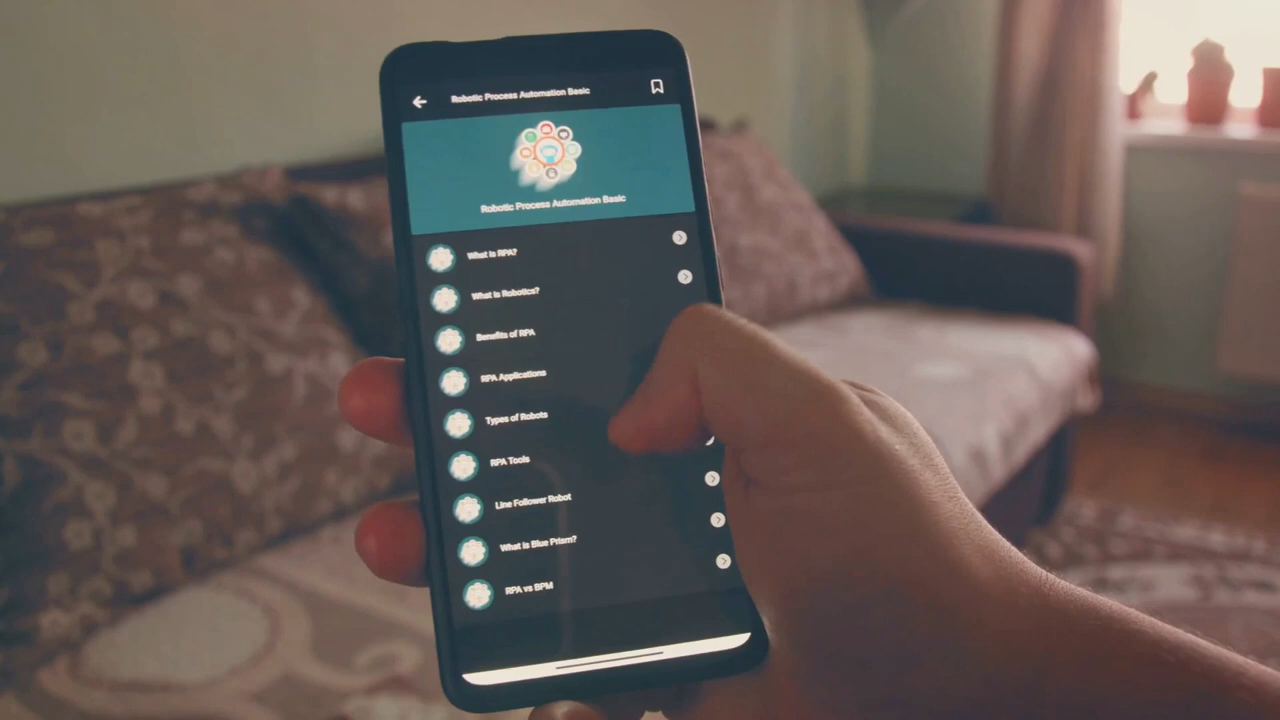 Robotic Process Automation Basic
Robotic Process Automation Basic
What is RPA?
What is Robotics?
Benefits of RPA
RPA Applications
Types of Robots
RPA Tools
Line Follower Robot
What is Blue Prism?
RPA vs BPM